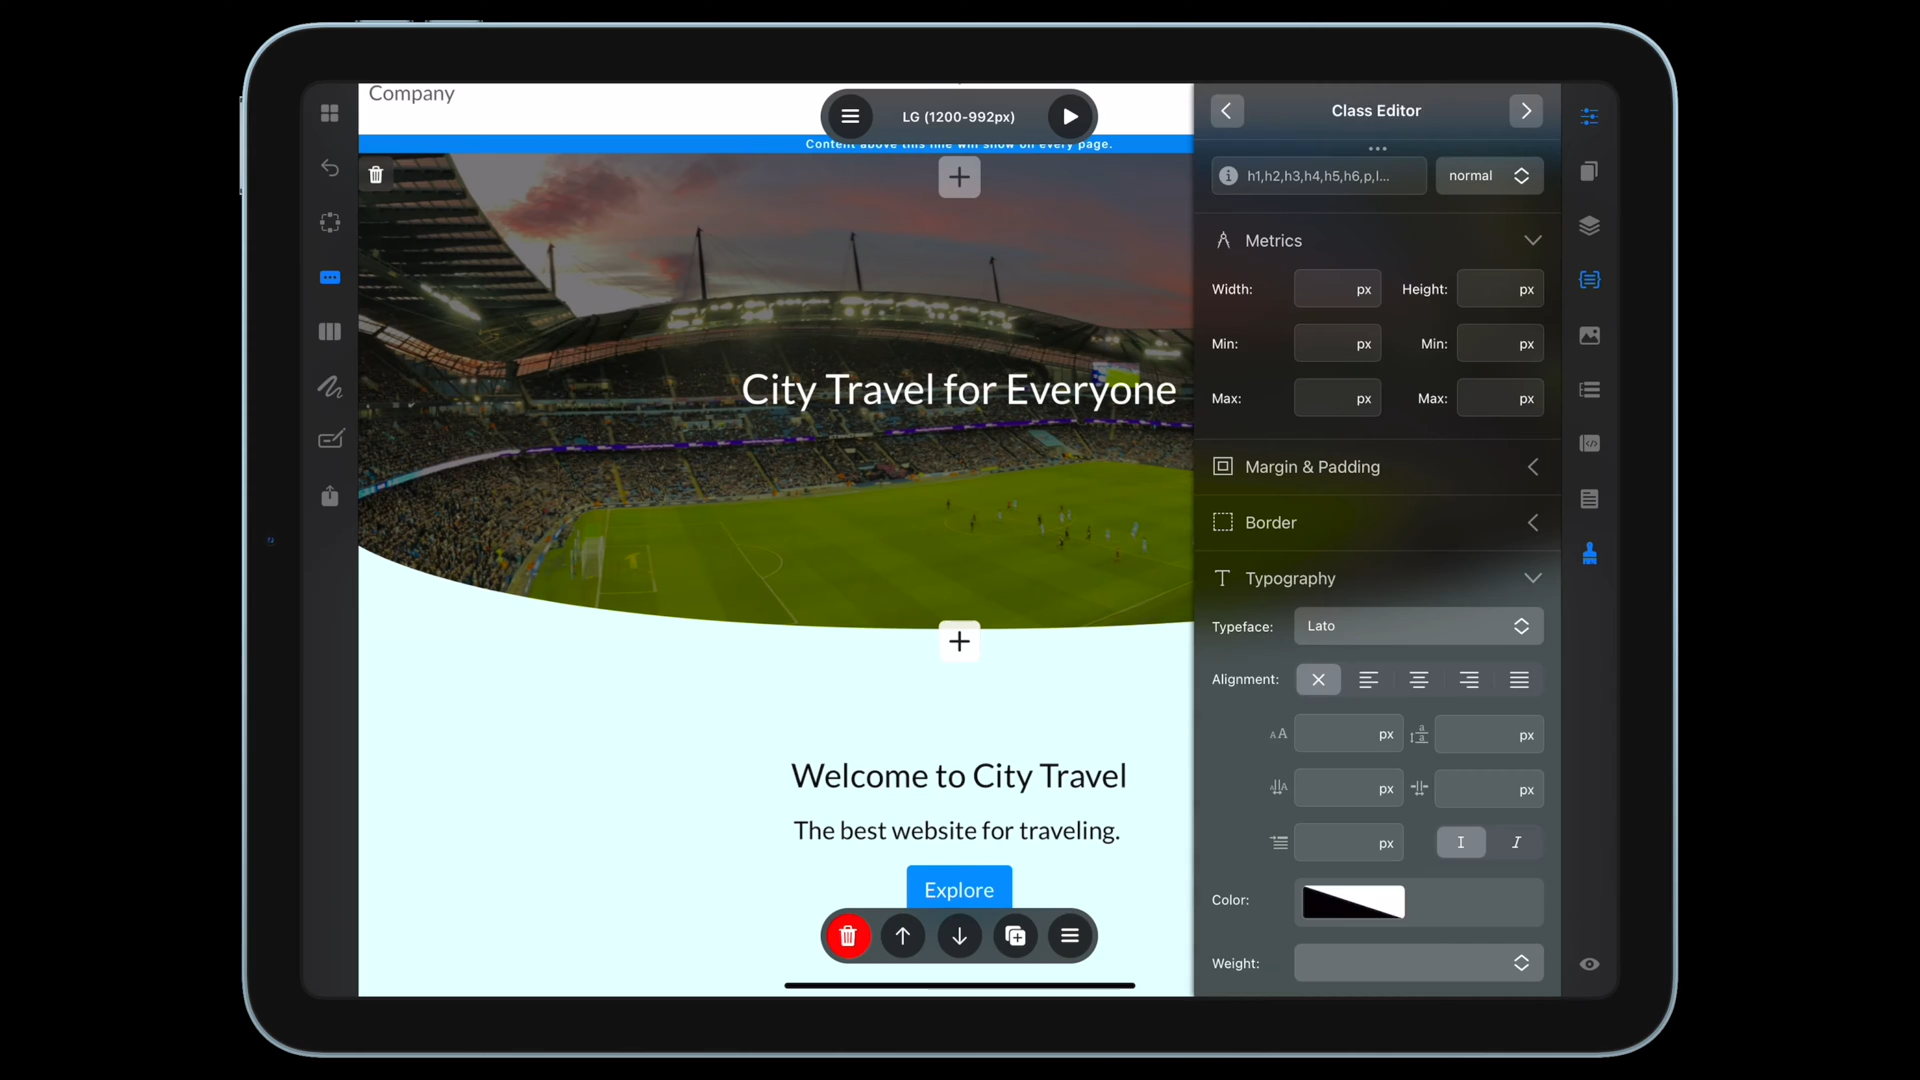 Company
LG (1200-992px)
Content above this line will show on every page.
City Travel for Everyone
Welcome to City Travel
The best website for traveling.
Explore
Class Editor
h1,h2,h3,h4,h5,h6,p,l...
normal
Metrics
Width: px Height: px
Min: px Min: px
Max: px Max: px
Margin & Padding
Border
Typography
Typeface: Lato
Alignment:
px px
px px
px
Color:
Weight: